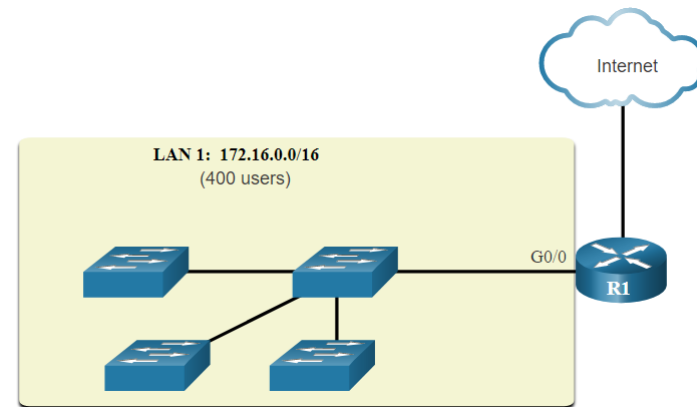 Internet
LAN 1: 172.16.0.0/16
(400 users)
G0/0
R1